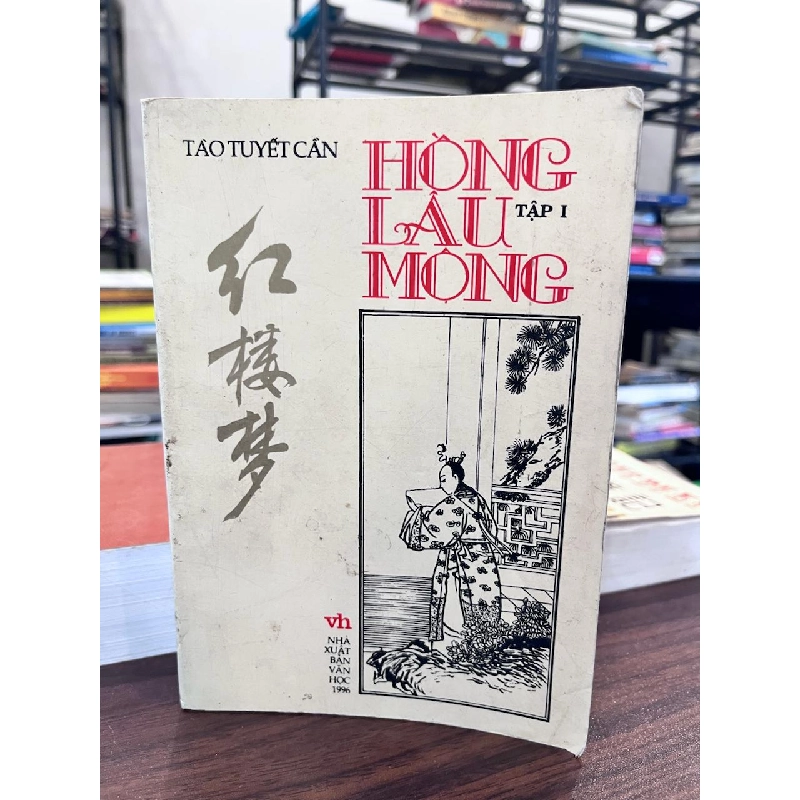 TÀO TUYẾT CẦN
HỒNG
LÂU
MỘNG
TẬP I
红
楼
梦
vh
NHÀ
XUẤT
BẢN
VĂN
HỌC
1996